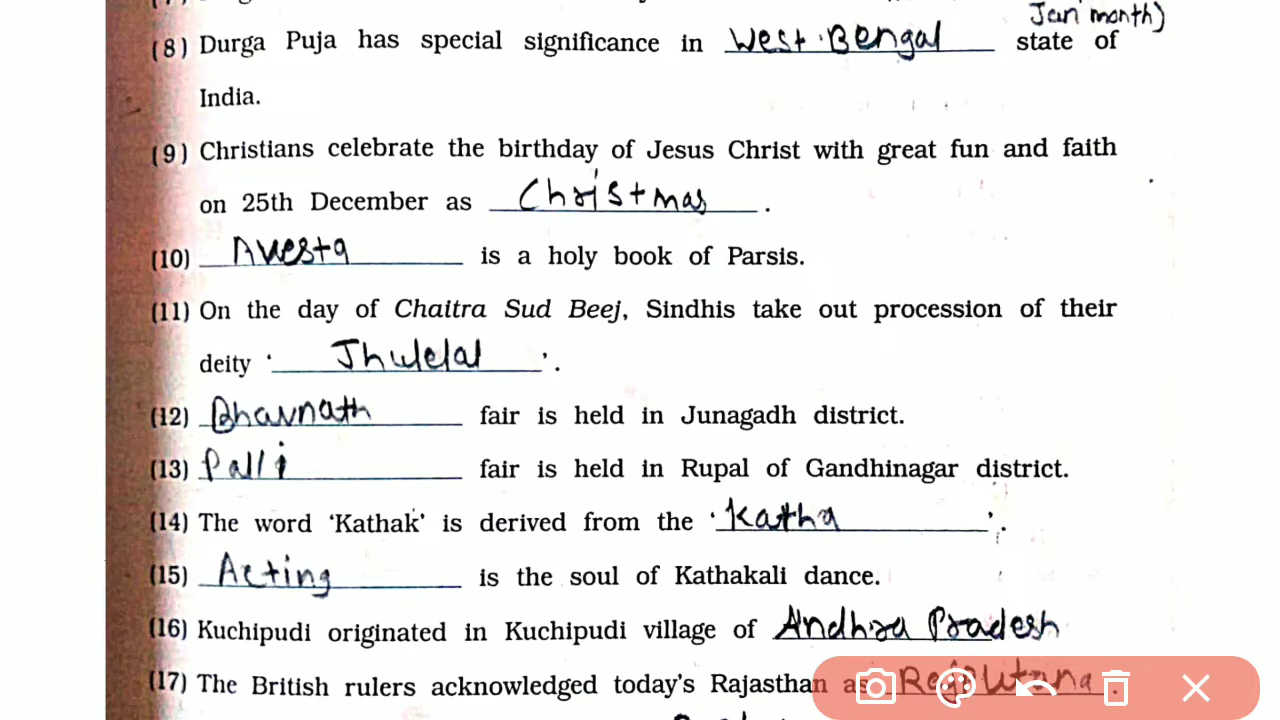 Jan month)
(8) Durga Puja has special significance in West Bengal state of
India.
(9) Christians celebrate the birthday of Jesus Christ with great fun and faith
on 25th December as Christmas.
(10) Avesta is a holy book of Parsis.
(11) On the day of Chaitra Sud Beej, Sindhis take out procession of their
deity 'Jhulelal'.
(12) Bhavnath fair is held in Junagadh district.
(13) Palli fair is held in Rupal of Gandhinagar district.
(14) The word 'Kathak' is derived from the 'Katha'.
(15) Acting is the soul of Kathakali dance.
(16) Kuchipudi originated in Kuchipudi village of Andhra Pradesh
(17) The British rulers acknowledged today's Rajasthan as Rajputana.